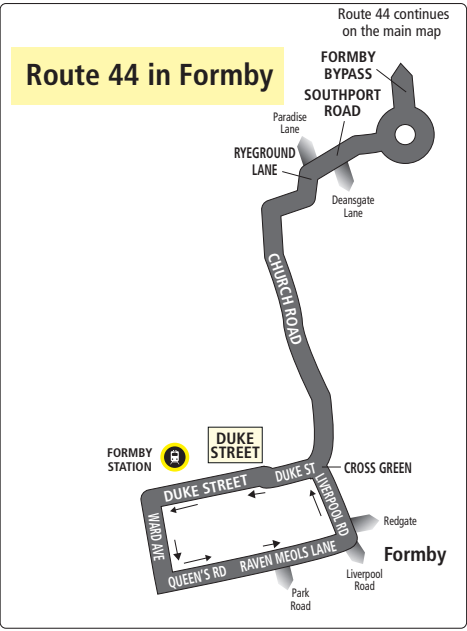 Route 44 continues
on the main map
Route 44 in Formby
FORMBY
BYPASS
SOUTHPORT
ROAD
Paradise
Lane
RYEGROUND
LANE
Deansgate
Lane
CHURCH ROAD
DUKE
STREET
FORMBY
STATION
DUKE STREET
DUKE ST
CROSS GREEN
LIVERPOOL RD
WARD AVE
Redgate
Formby
QUEEN'S RD
RAVEN MEOLS LANE
Liverpool
Road
Park
Road